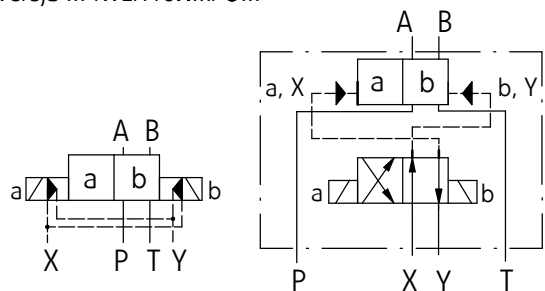 A B
a a b b
X P T Y
A B
a, X a b b, Y
a b
P X Y T